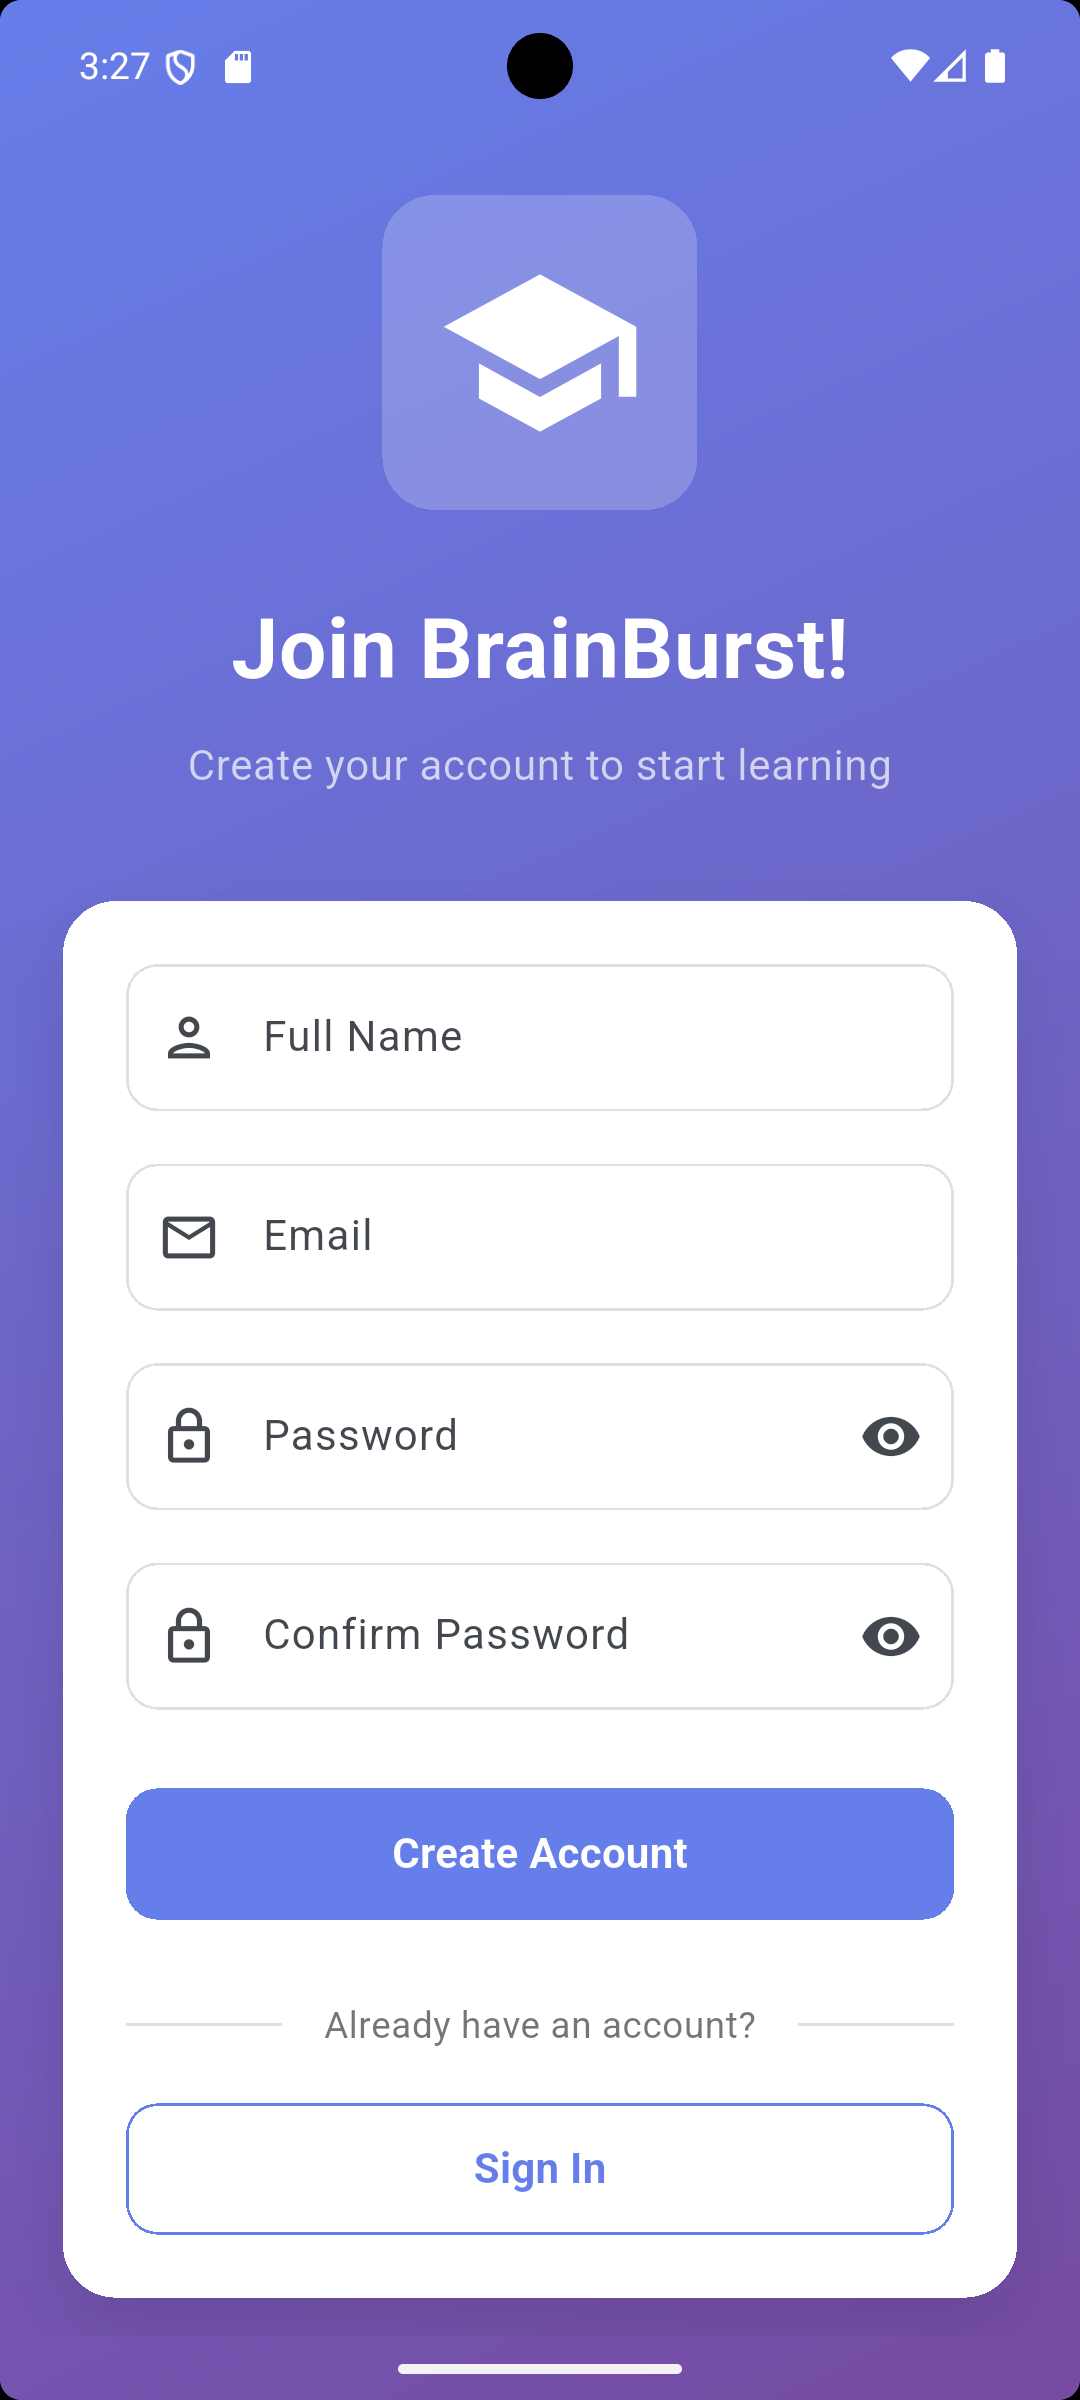 3:27
Join BrainBurst!
Create your account to start learning
Full Name
Email
Password
Confirm Password
Create Account
Already have an account?
Sign In